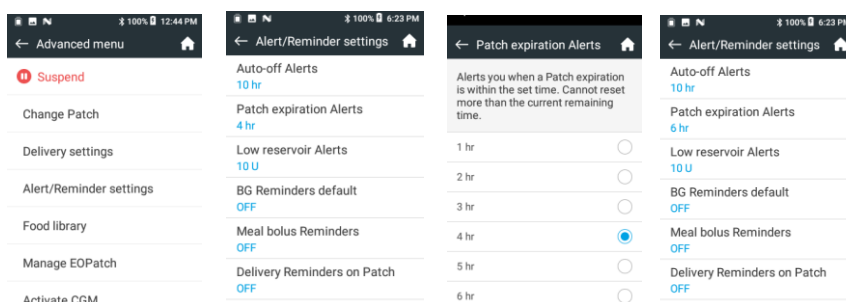 100% 12:44 PM
← Advanced menu
Suspend
Change Patch
Delivery settings
Alert/Reminder settings
Food library
Manage EOPatch
Activate CGM
100% 6:23 PM
← Alert/Reminder settings
Auto-off Alerts
10 hr
Patch expiration Alerts
4 hr
Low reservoir Alerts
10 U
BG Reminders default
OFF
Meal bolus Reminders
OFF
Delivery Reminders on Patch
OFF
← Patch expiration Alerts
Alerts you when a Patch expiration
is within the set time. Cannot reset
more than the current remaining
time.
1 hr
2 hr
3 hr
4 hr
5 hr
6 hr
100% 6:23 PM
← Alert/Reminder settings
Auto-off Alerts
10 hr
Patch expiration Alerts
6 hr
Low reservoir Alerts
10 U
BG Reminders default
OFF
Meal bolus Reminders
OFF
Delivery Reminders on Patch
OFF